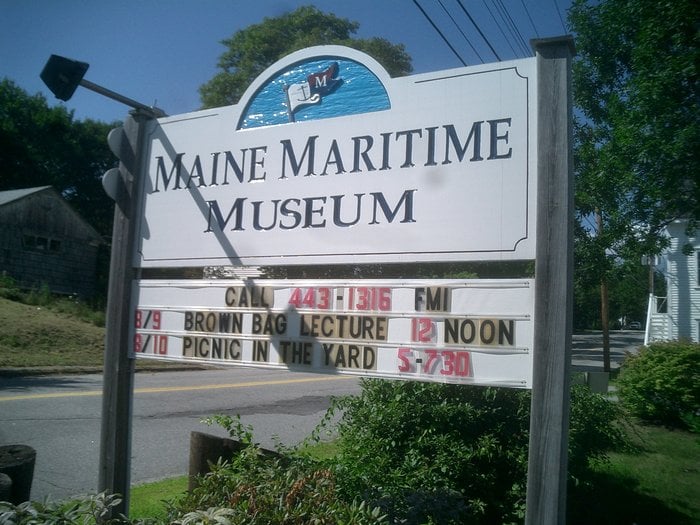 M
MAINE MARITIME
MUSEUM
CALL 443-1316 FMI
8/9 BROWN BAG LECTURE 12 NOON
8/10 PICNIC IN THE YARD 5-730